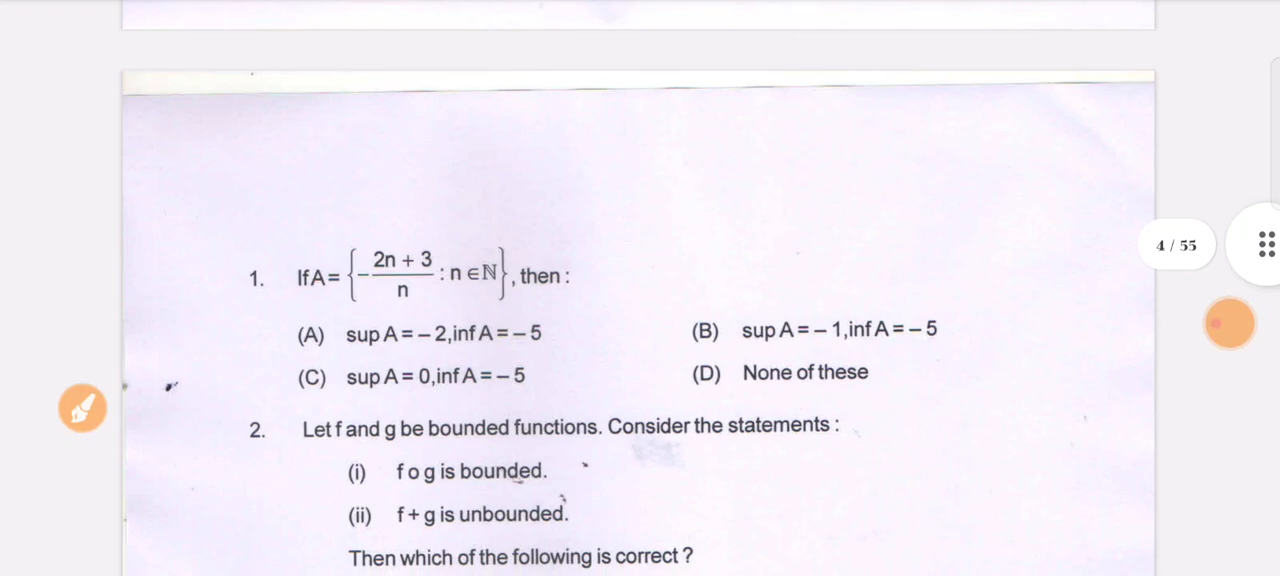 4 / 55
1. If A = { - (2n + 3)/n : n ∈ ℕ }, then :
(A) sup A = – 2, inf A = – 5 (B) sup A = – 1, inf A = – 5
(C) sup A = 0, inf A = – 5 (D) None of these
2. Let f and g be bounded functions. Consider the statements :
(i) f o g is bounded.
(ii) f + g is unbounded.
Then which of the following is correct ?